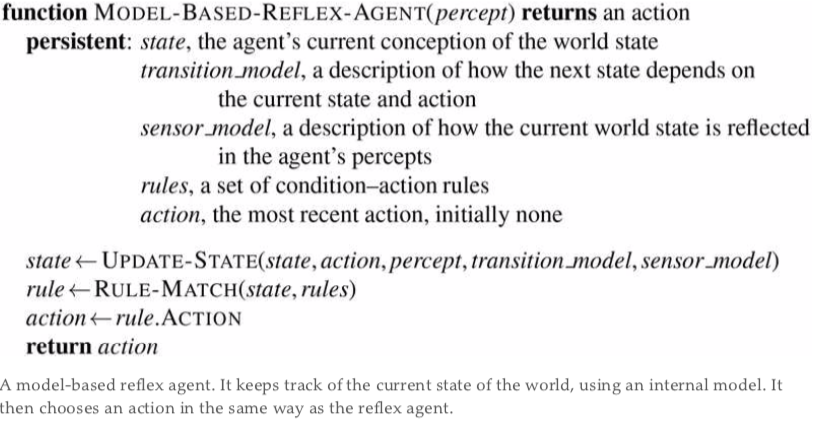 function MODEL-BASED-REFLEX-AGENT(percept) returns an action
persistent: state, the agent's current conception of the world state
transition_model, a description of how the next state depends on
the current state and action
sensor_model, a description of how the current world state is reflected
in the agent's percepts
rules, a set of condition–action rules
action, the most recent action, initially none
state ← UPDATE-STATE(state, action, percept, transition_model, sensor_model)
rule ← RULE-MATCH(state, rules)
action ← rule.ACTION
return action
A model-based reflex agent. It keeps track of the current state of the world, using an internal model. It
then chooses an action in the same way as the reflex agent.